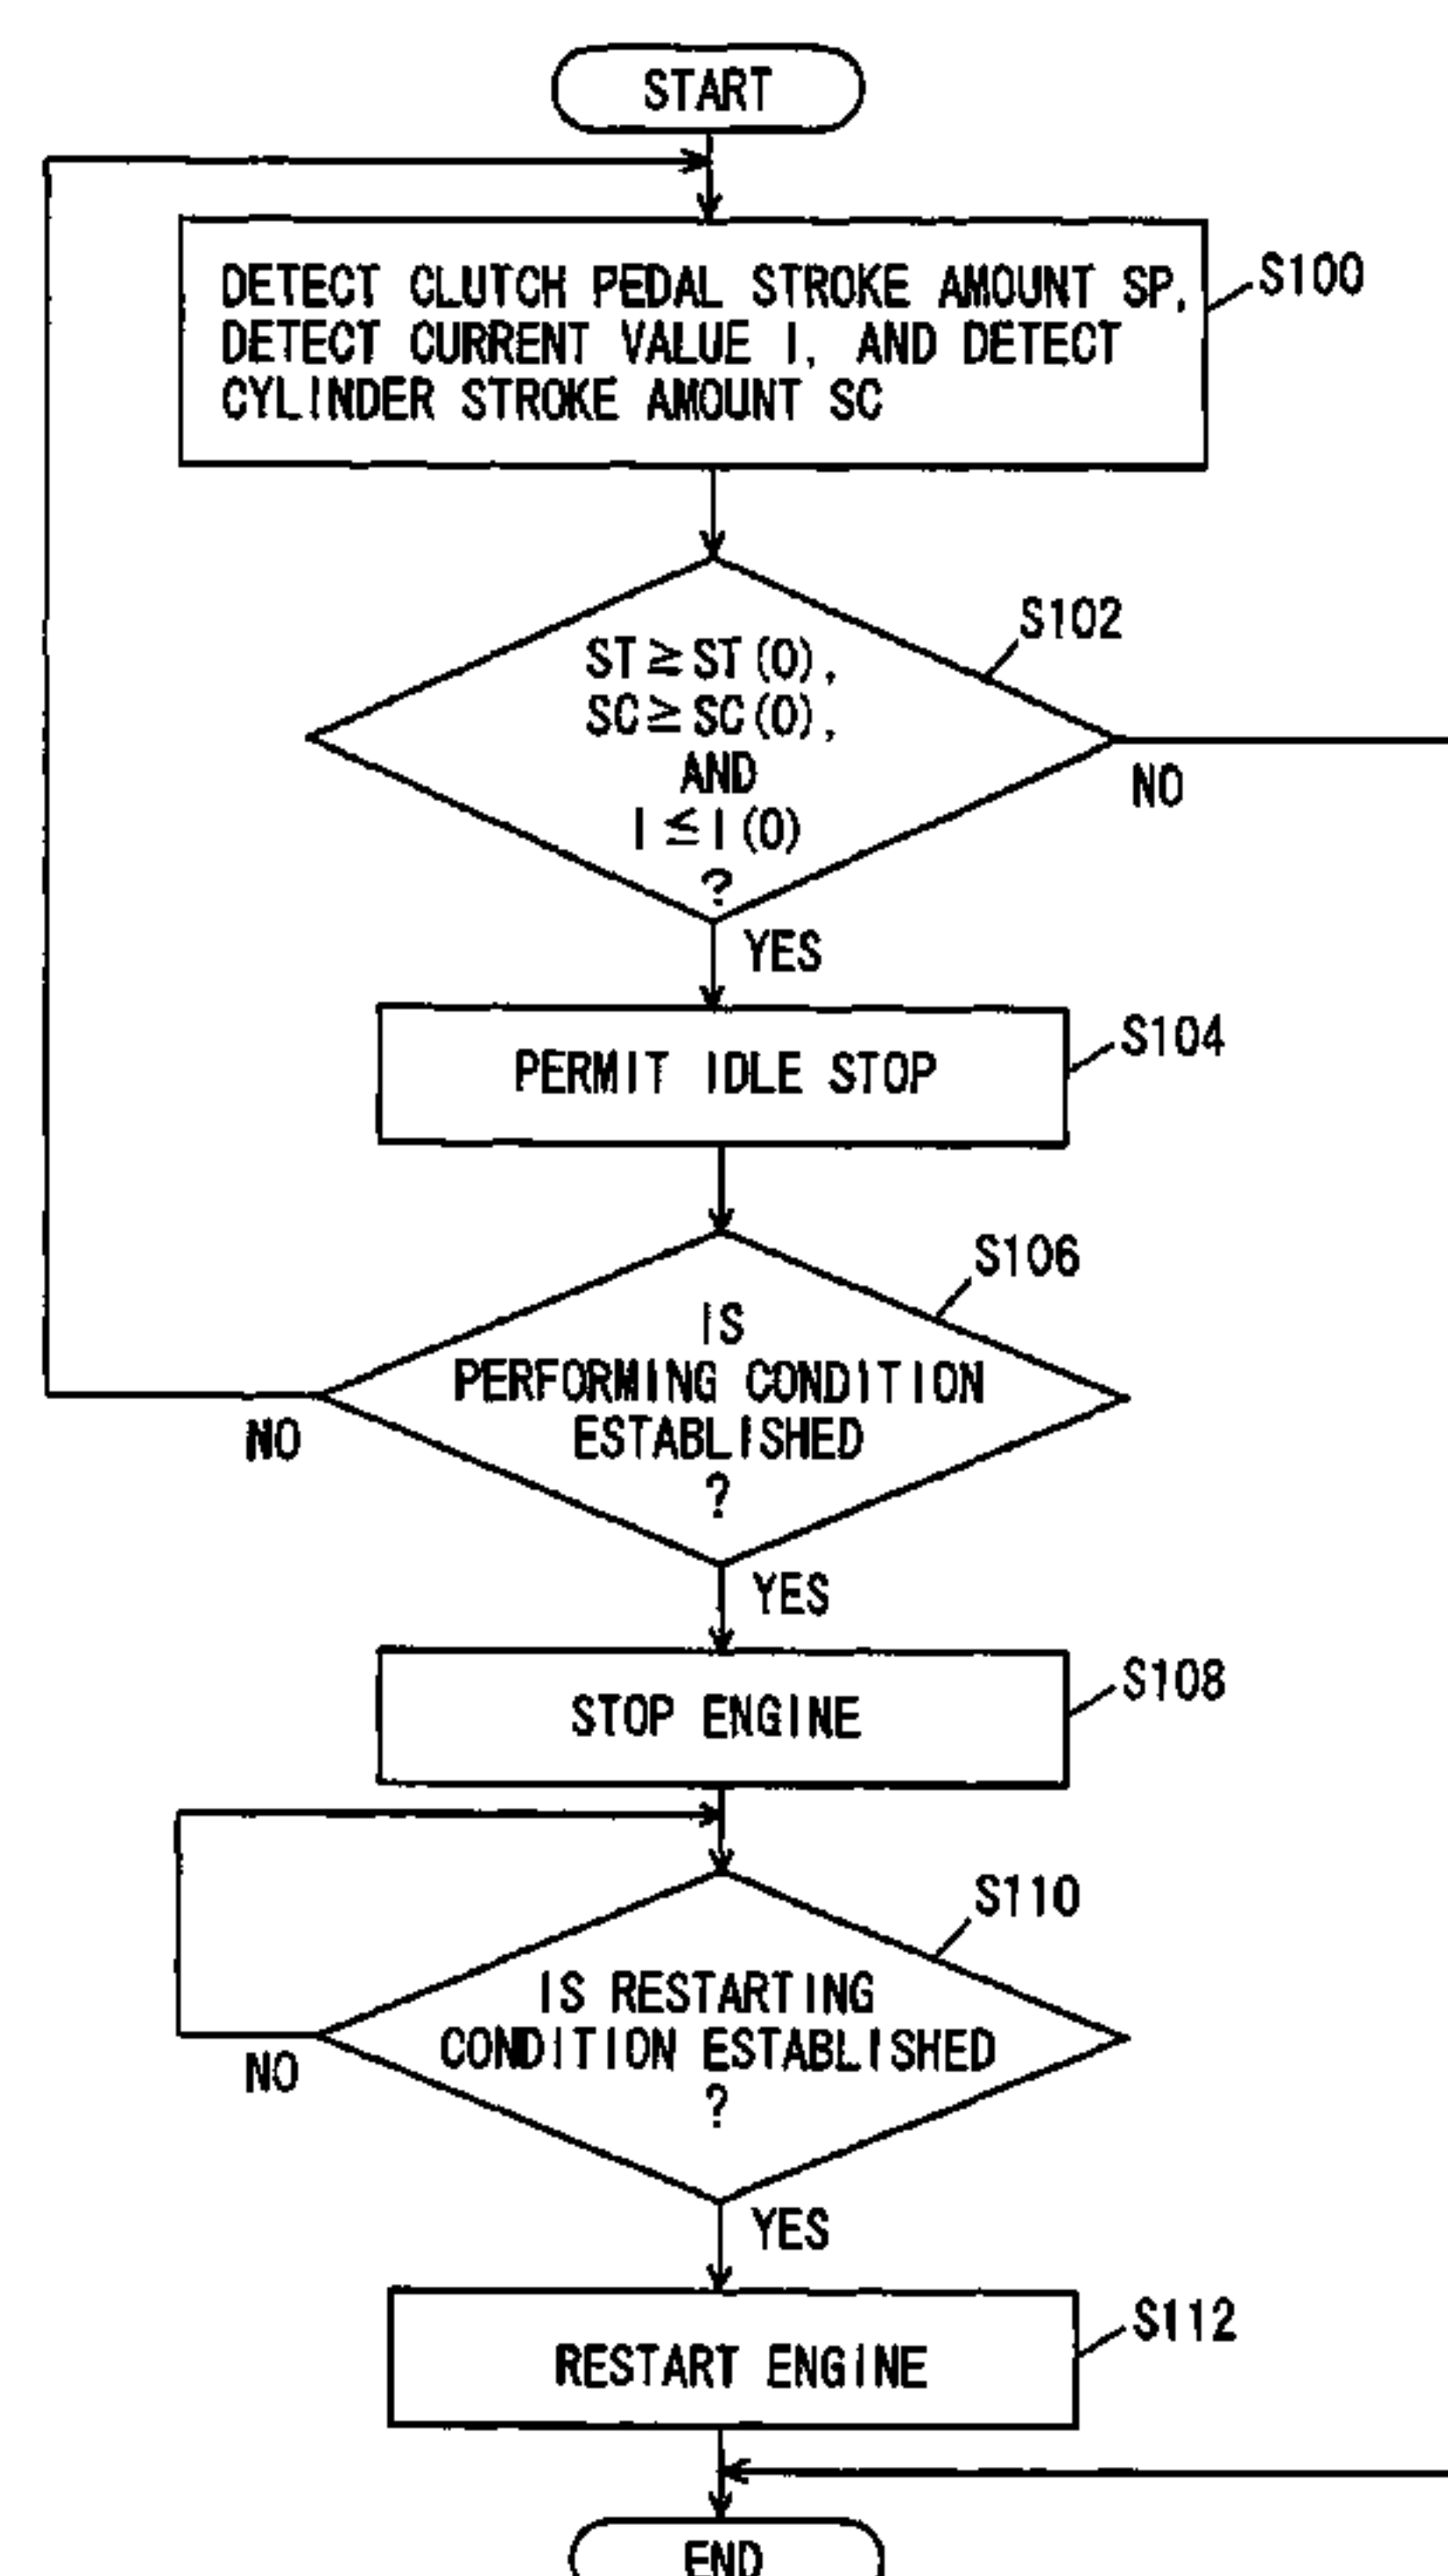 START
DETECT CLUTCH PEDAL STROKE AMOUNT SP,
DETECT CURRENT VALUE I, AND DETECT
CYLINDER STROKE AMOUNT SC
S100
S102
ST≧ST(0),
SC≧SC(0),
AND
I≦I(0)
?
NO
YES
PERMIT IDLE STOP
S104
S106
IS
PERFORMING CONDITION
ESTABLISHED
?
NO
YES
STOP ENGINE
S108
S110
IS RESTARTING
CONDITION ESTABLISHED
?
NO
YES
RESTART ENGINE
S112
END